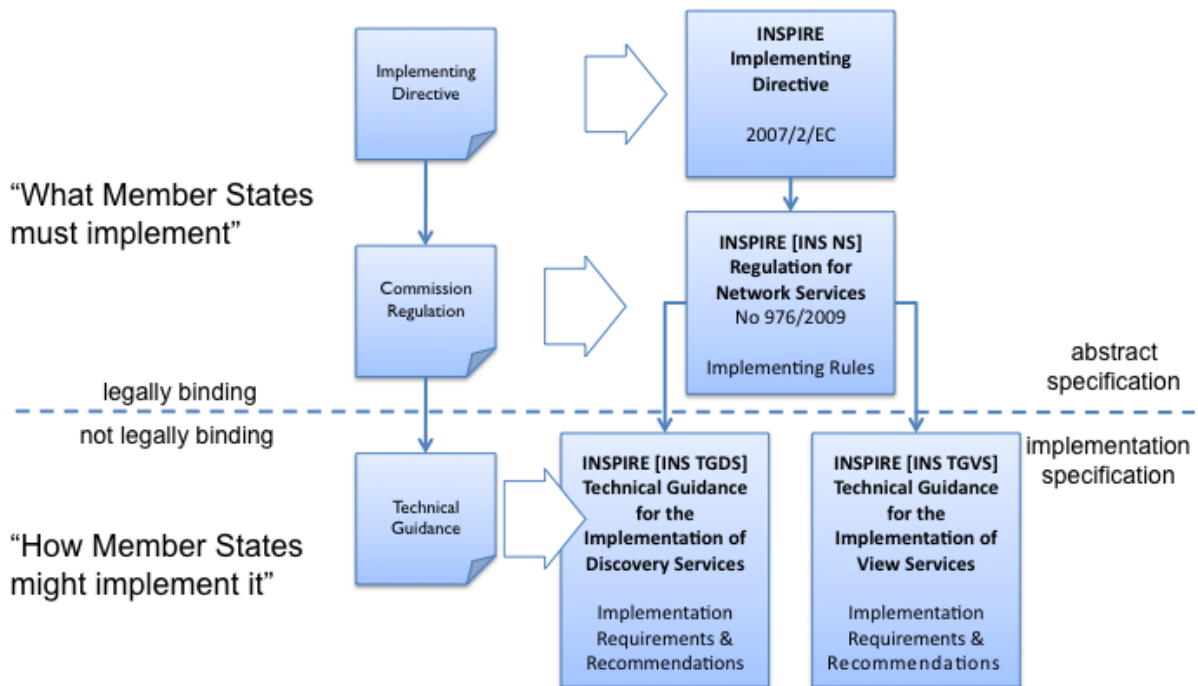 Implementing
Directive
INSPIRE
Implementing
Directive
2007/2/EC
“What Member States
must implement”
Commission
Regulation
INSPIRE [INS NS]
Regulation for
Network Services
No 976/2009
Implementing Rules
legally binding
abstract
specification
not legally binding
implementation
specification
“How Member States
might implement it”
Technical
Guidance
INSPIRE [INS TGDS]
Technical Guidance
for the
Implementation of
Discovery Services
Implementation
Requirements &
Recommendations
INSPIRE [INS TGVS]
Technical Guidance
for the
Implementation of
View Services
Implementation
Requirements &
Recommendations